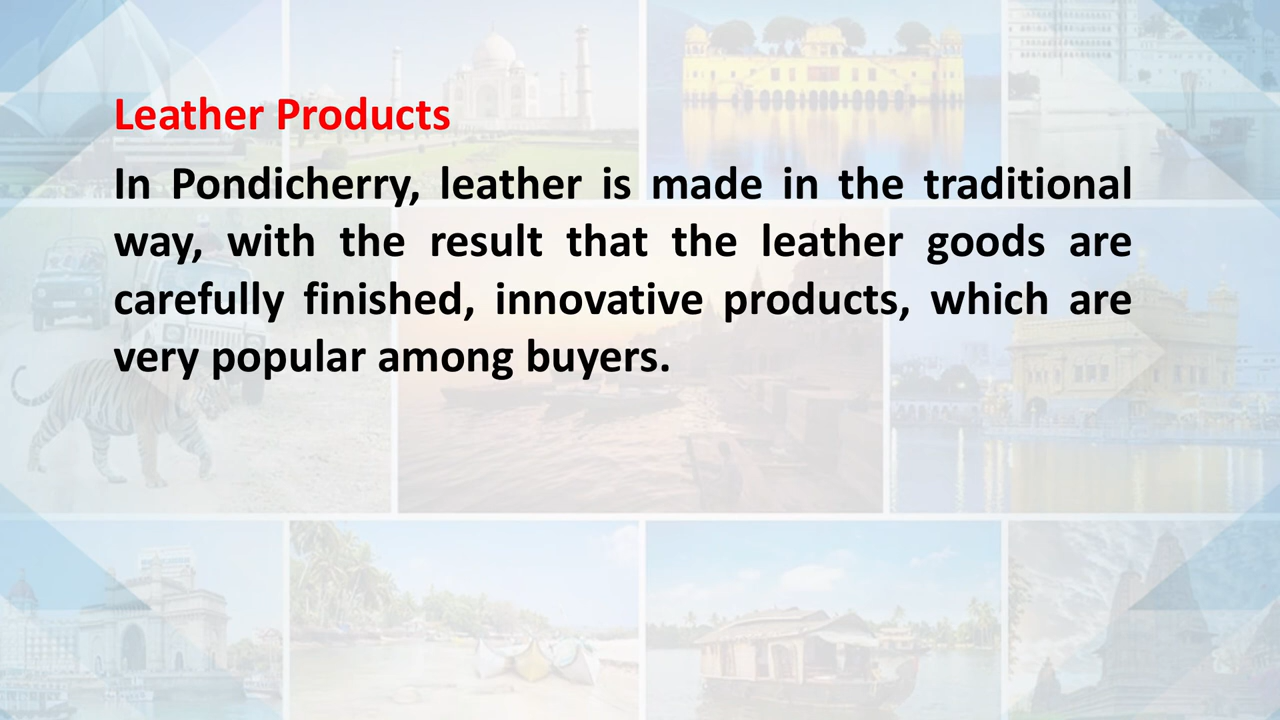 Leather Products
In Pondicherry, leather is made in the traditional
way, with the result that the leather goods are
carefully finished, innovative products, which are
very popular among buyers.